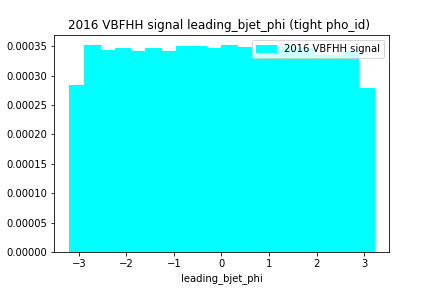 2016 VBFHH signal leading_bjet_phi (tight pho_id)
2016 VBFHH signal
0.00035
0.00030
0.00025
0.00020
0.00015
0.00010
0.00005
0.00000
−3 −2 −1 0 1 2 3
leading_bjet_phi